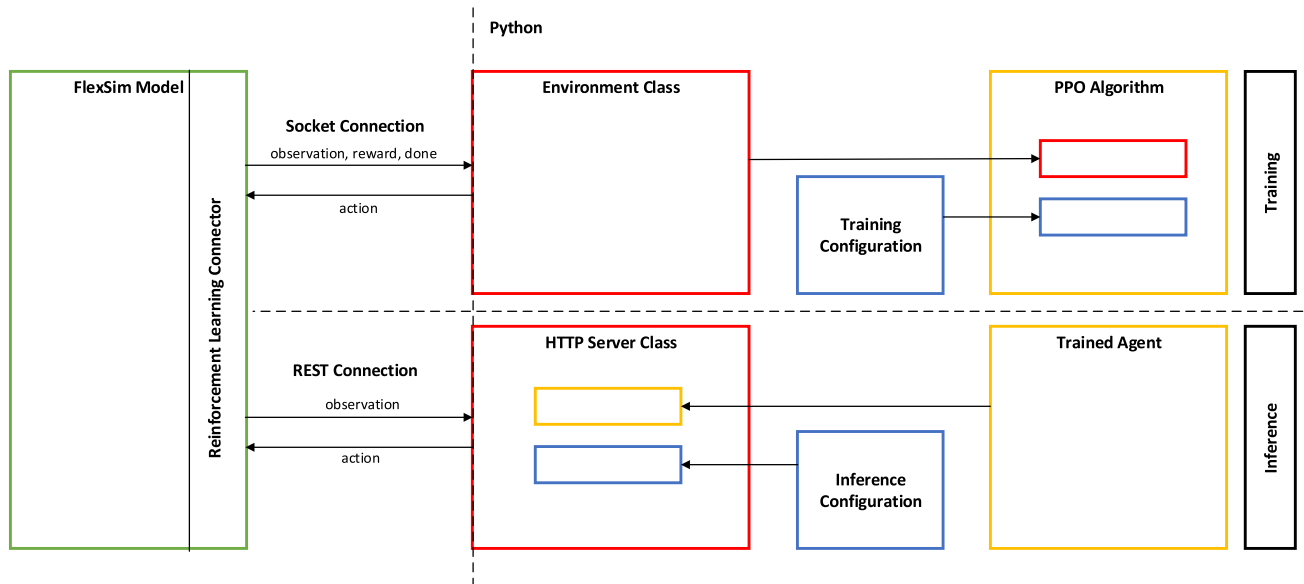 Python
FlexSim Model
Reinforcement Learning Connector
Socket Connection
observation, reward, done
action
Environment Class
Training
Configuration
PPO Algorithm
Training
REST Connection
observation
action
HTTP Server Class
Inference
Configuration
Trained Agent
Inference